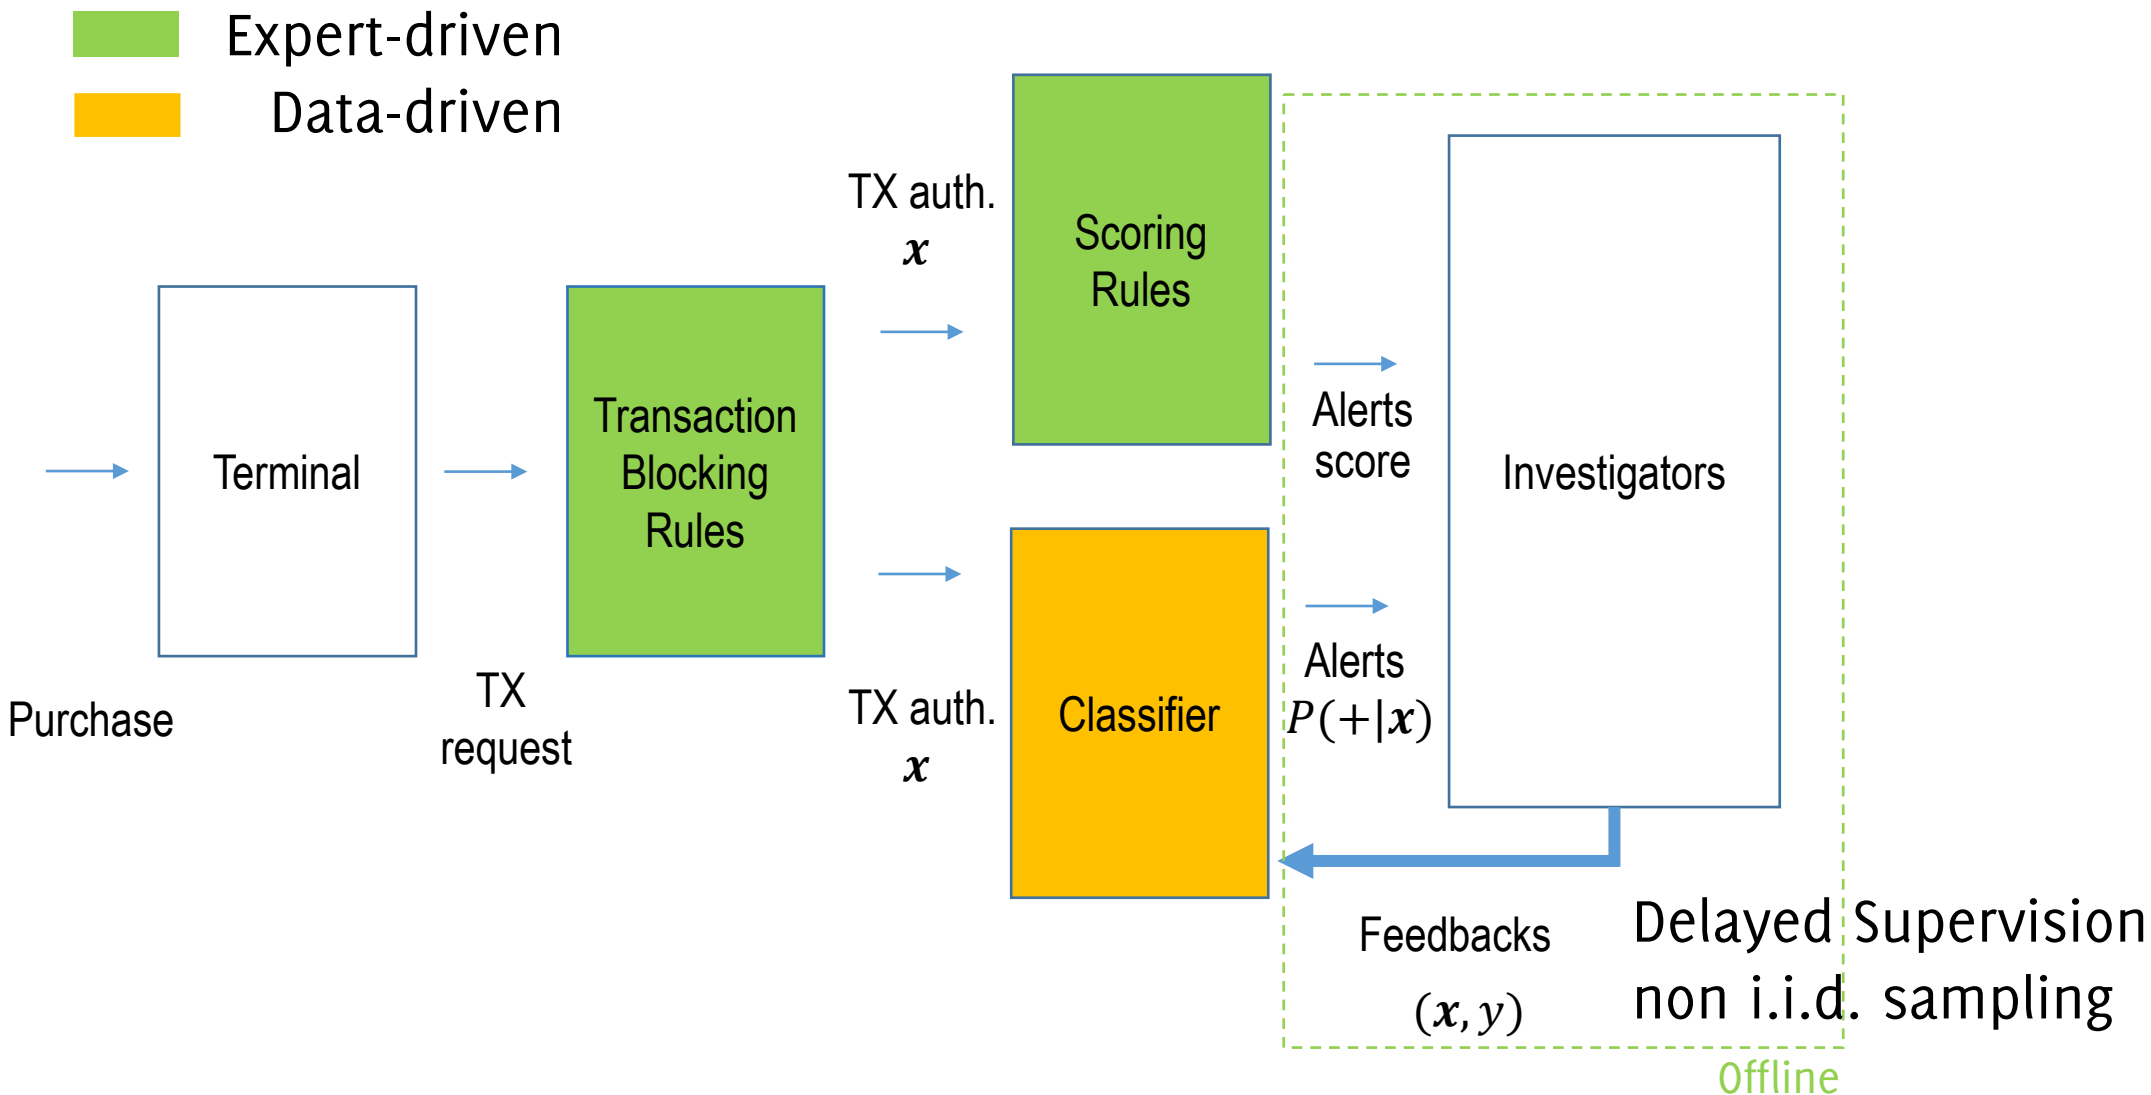 Expert-driven
Data-driven
Purchase
Terminal
TX
request
Transaction
Blocking
Rules
TX auth.
x
Scoring
Rules
TX auth.
x
Classifier
Alerts
score
Alerts
P(+|x)
Investigators
Feedbacks
(x, y)
Delayed Supervision
non i.i.d. sampling
Offline